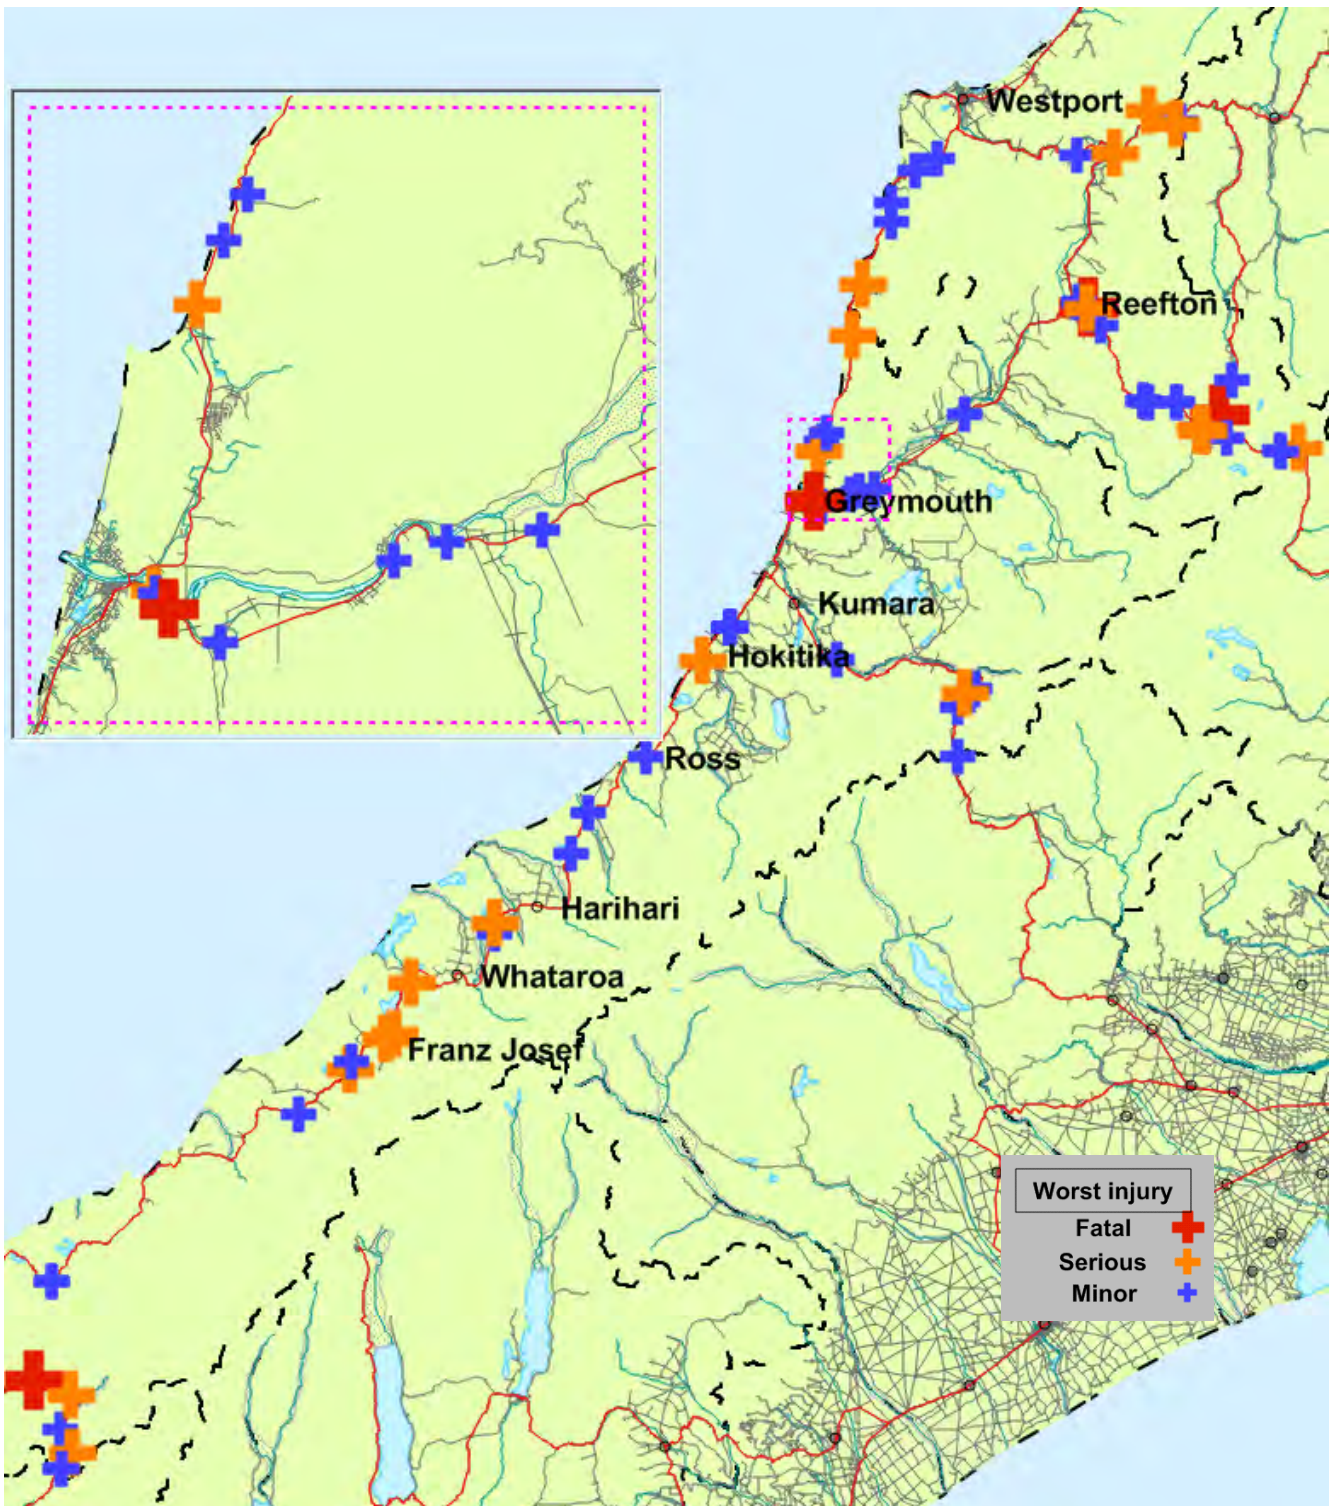 Westport
Reefton
Greymouth
Kumara
Hokitika
Ross
Harihari
Whataroa
Franz Josef
Worst injury
Fatal
Serious
Minor